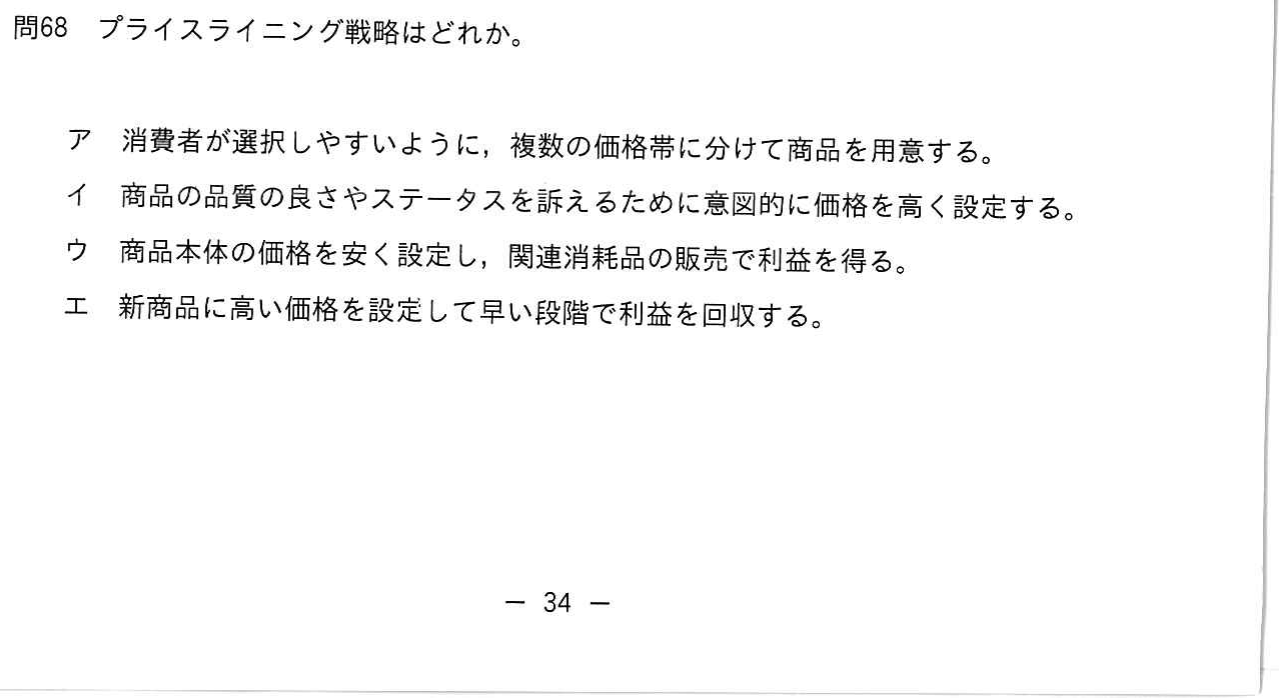 問68　プライスライニング戦略はどれか。
ア　消費者が選択しやすいように，複数の価格帯に分けて商品を用意する。
イ　商品の品質の良さやステータスを訴えるために意図的に価格を高く設定する。
ウ　商品本体の価格を安く設定し，関連消耗品の販売で利益を得る。
エ　新商品に高い価格を設定して早い段階で利益を回収する。
－ 34 －